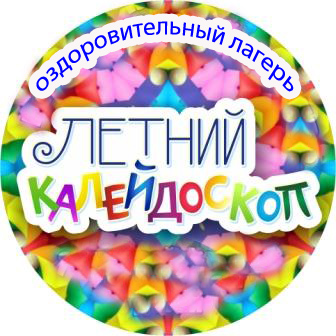 оздоровительный лагерь
ЛЕТНИЙ
КАЛЕЙДОСКОП